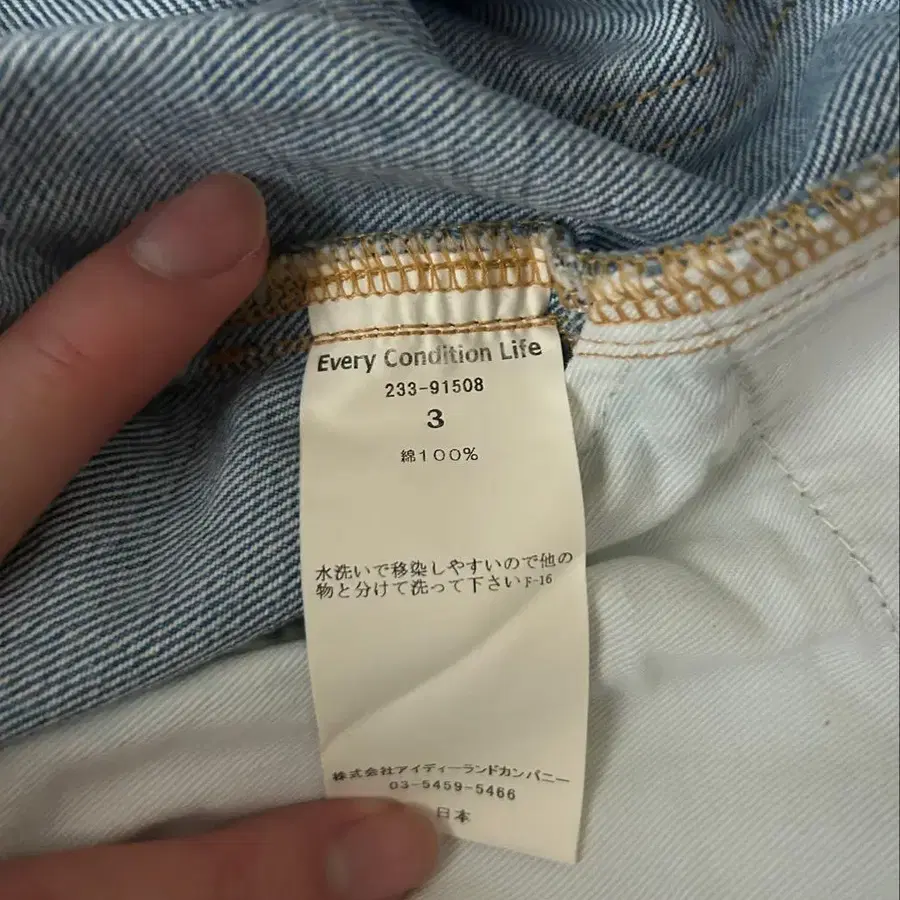 Every Condition Life
233-91508
3
綿100%
水洗いで移染しやすいので他の
物と分けて洗って下さい F-16
株式会社アイディーランドカンパニー
03-5459-5466
日本